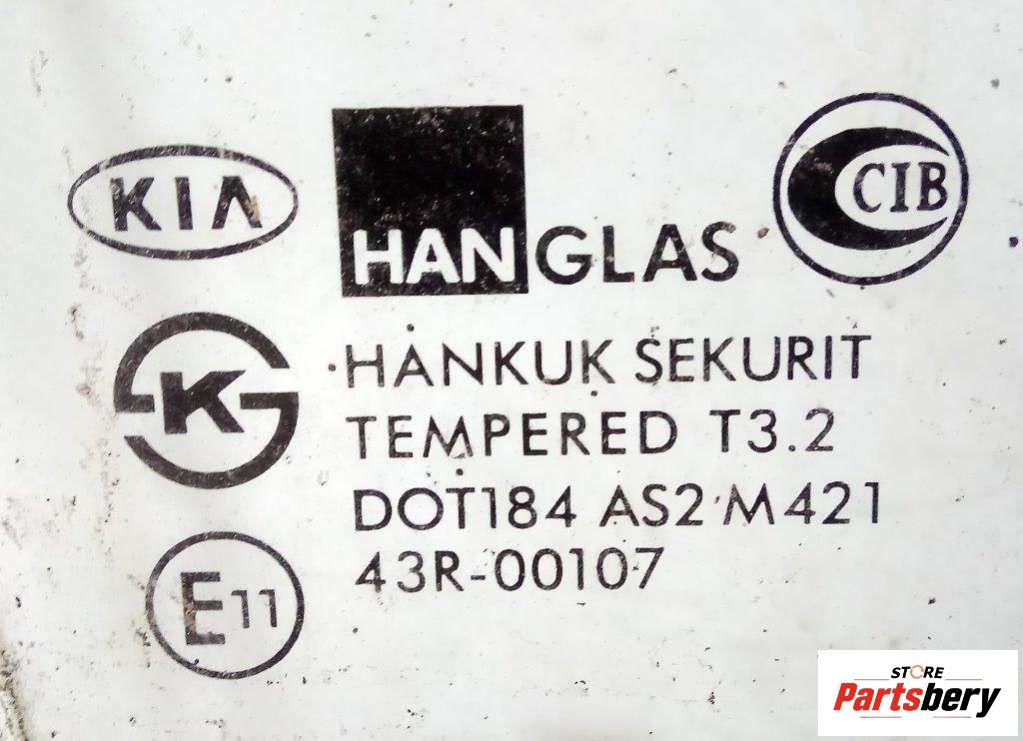 KIA
HANGLAS
CIB
K
HANKUK SEKURIT
TEMPERED T3.2
DOT184 AS2 M421
43R-00107
E11
STORE
Partsbery